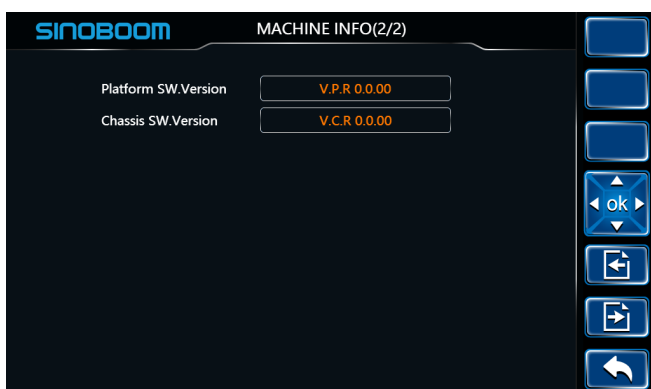 SINOBOOM
MACHINE INFO(2/2)
Platform SW.Version
V.P.R 0.0.00
Chassis SW.Version
V.C.R 0.0.00
ok